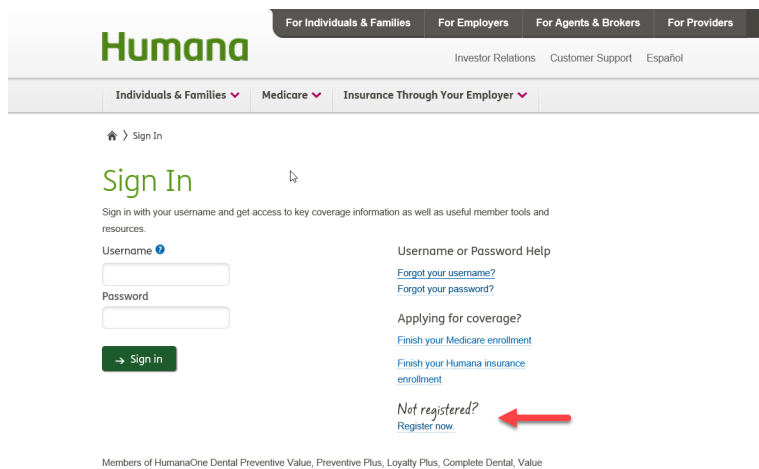 For Individuals & Families For Employers For Agents & Brokers For Providers
Humana
Investor Relations Customer Support Español
Individuals & Families Medicare Insurance Through Your Employer
Sign In
Sign In
Sign in with your username and get access to key coverage information as well as useful member tools and
resources.
Username ?
Password
→ Sign in
Username or Password Help
Forgot your username?
Forgot your password?
Applying for coverage?
Finish your Medicare enrollment
Finish your Humana insurance
enrollment
Not registered?
Register now.
Members of HumanaOne Dental Preventive Value, Preventive Plus, Loyalty Plus, Complete Dental, Value